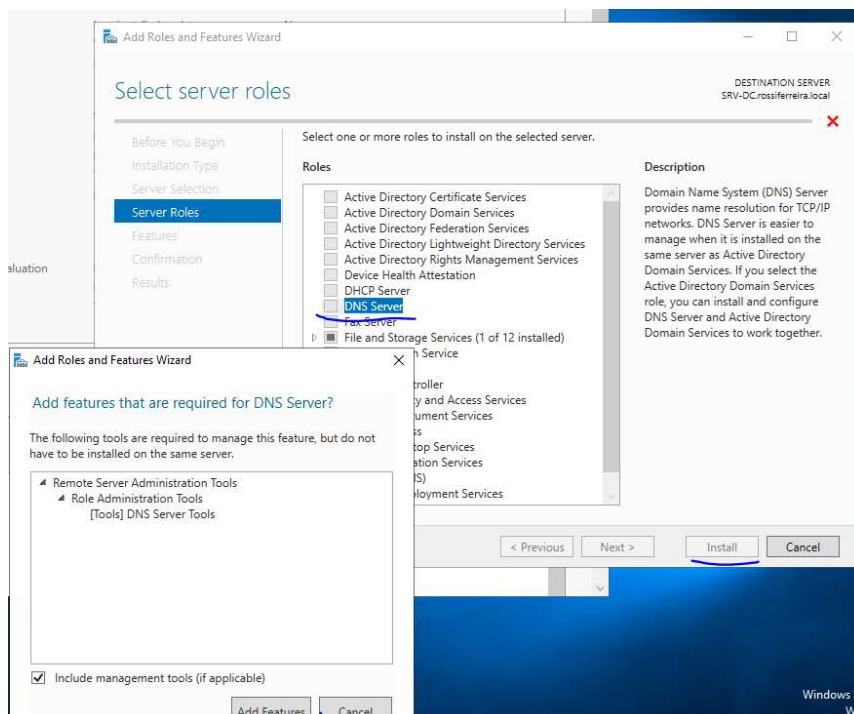 Add Roles and Features Wizard
Select server roles
DESTINATION SERVER
SRV-DC.rossiferreira.local
Before You Begin
Installation Type
Server Selection
Server Roles
Features
Confirmation
Results
Select one or more roles to install on the selected server.
Roles
Active Directory Certificate Services
Active Directory Domain Services
Active Directory Federation Services
Active Directory Lightweight Directory Services
Active Directory Rights Management Services
Device Health Attestation
DHCP Server
DNS Server
Fax Server
File and Storage Services (1 of 12 installed)
Service
y and Access Services
ument Services
top Services
ation Services
IS)
loyment Services
Description
Domain Name System (DNS) Server
provides name resolution for TCP/IP
networks. DNS Server is easier to
manage when it is installed on the
same server as Active Directory
Domain Services. If you select the
Active Directory Domain Services
role, you can install and configure
DNS Server and Active Directory
Domain Services to work together.
< Previous
Next >
Install
Cancel
aluation
Add Roles and Features Wizard
Add features that are required for DNS Server?
The following tools are required to manage this feature, but do not
have to be installed on the same server.
Remote Server Administration Tools
Role Administration Tools
[Tools] DNS Server Tools
Include management tools (if applicable)
Add Features
Cancel
Windows
W